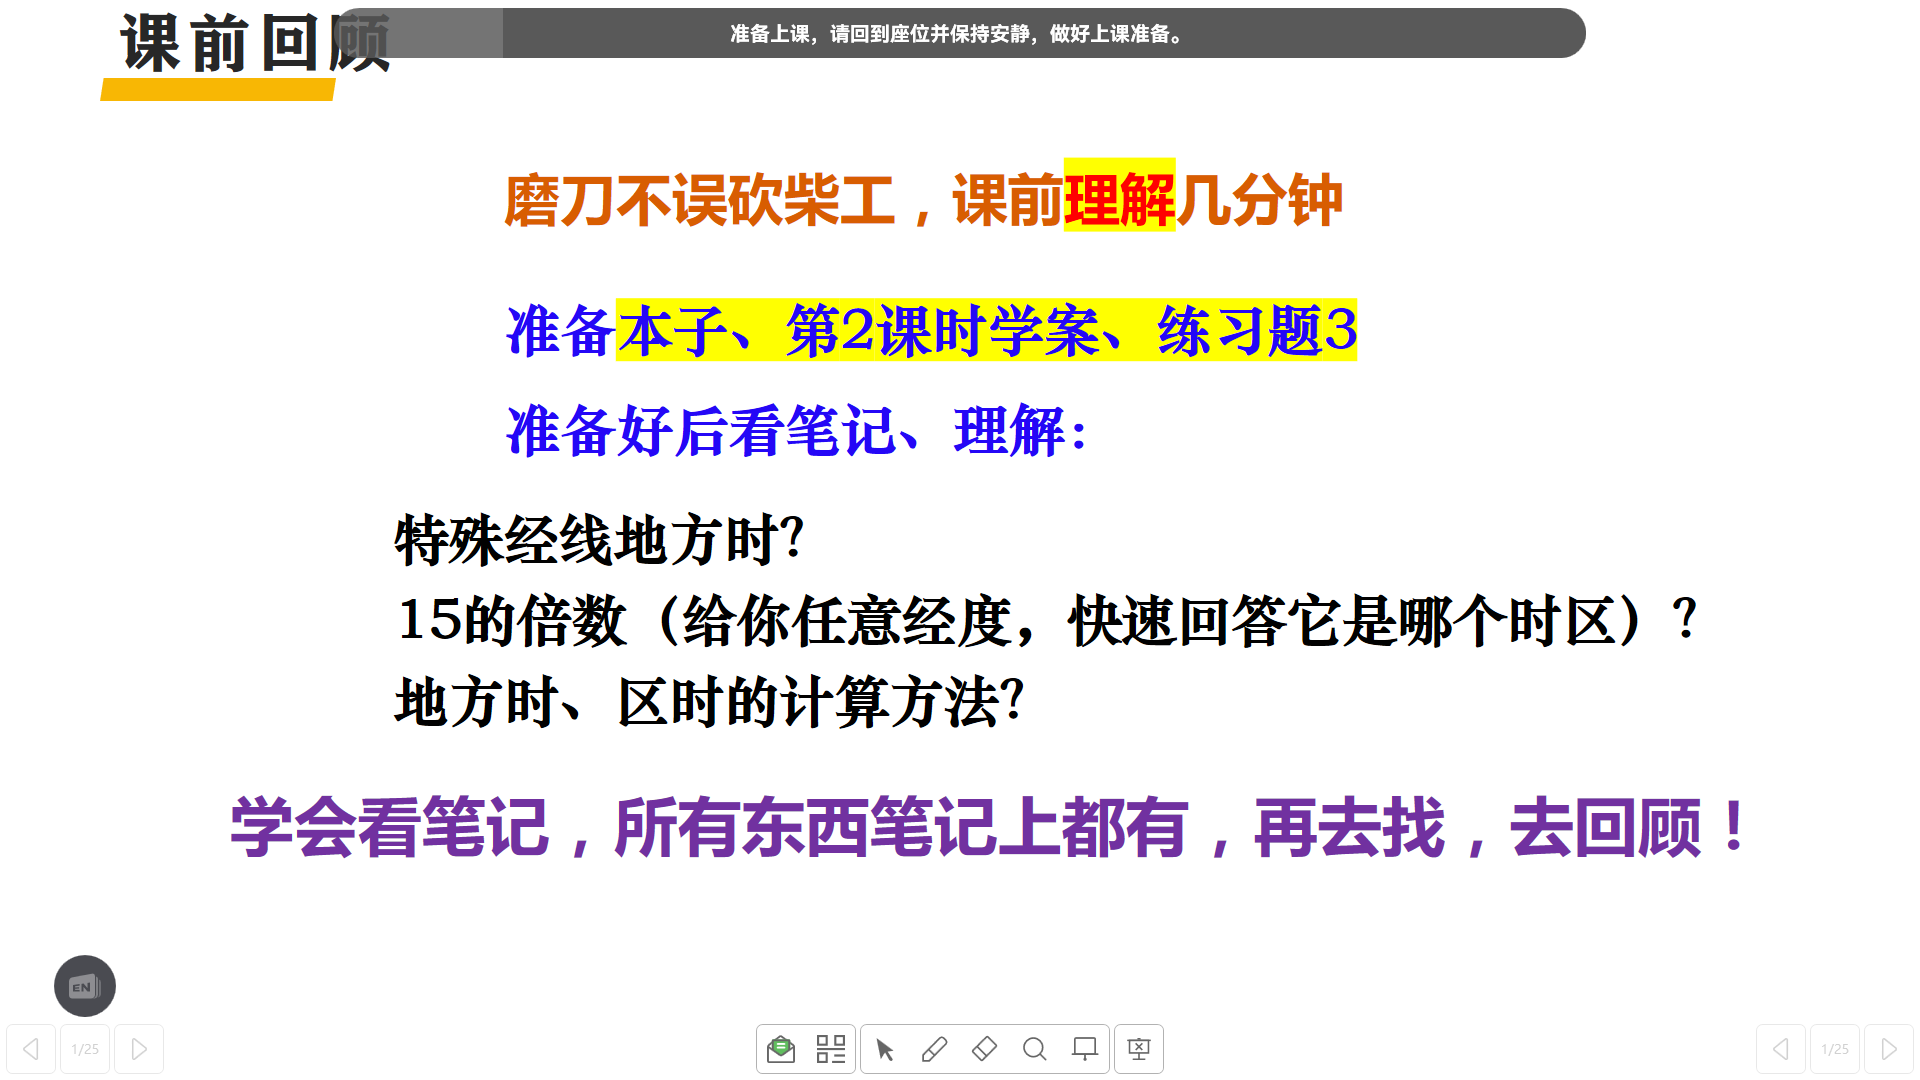 课前回顾
准备上课，请回到座位并保持安静，做好上课准备。
磨刀不误砍柴工，课前理解几分钟
准备本子、第2课时学案、练习题3
准备好后看笔记、理解：
特殊经线地方时？
15的倍数（给你任意经度，快速回答它是哪个时区）？
地方时、区时的计算方法？
学会看笔记，所有东西笔记上都有，再去找，去回顾！
EN
1/25
1/25